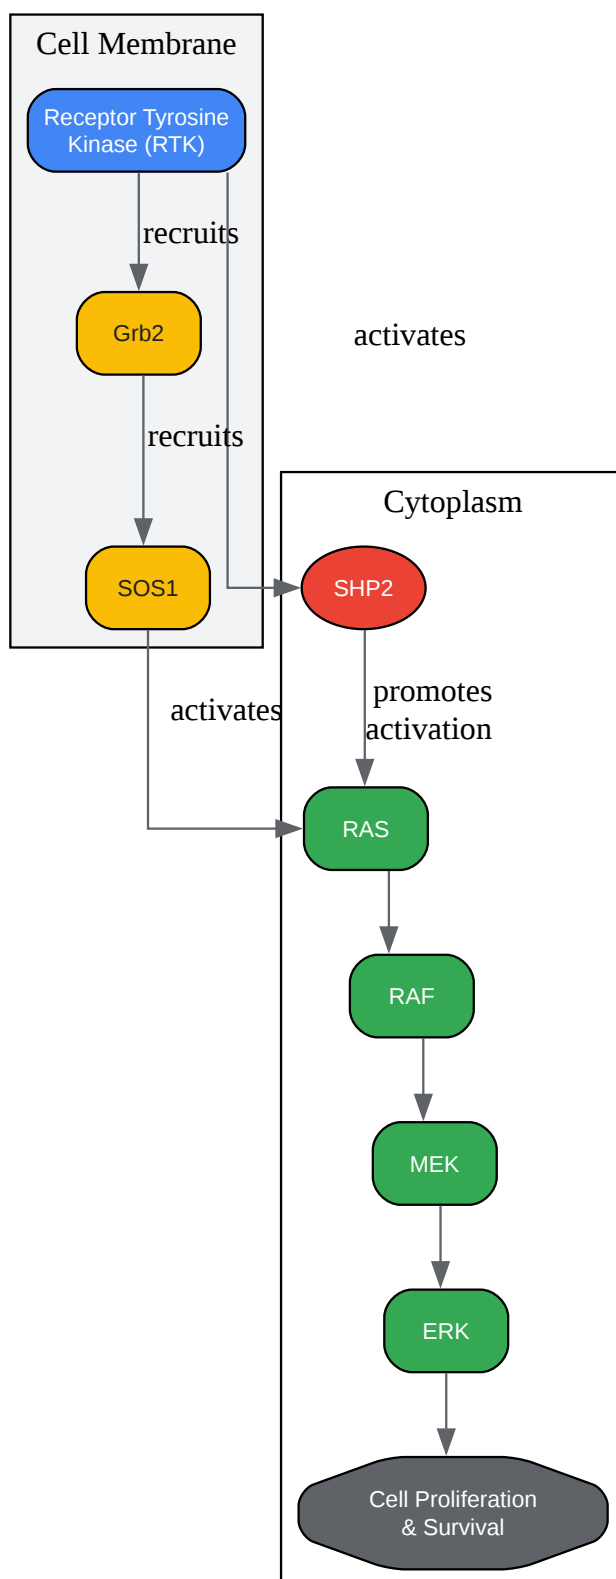 Cell Membrane
Receptor Tyrosine
Kinase (RTK)
recruits
Grb2
activates
recruits
Cytoplasm
SOS1
SHP2
activates
promotes
activation
RAS
RAF
MEK
ERK
Cell Proliferation
& Survival